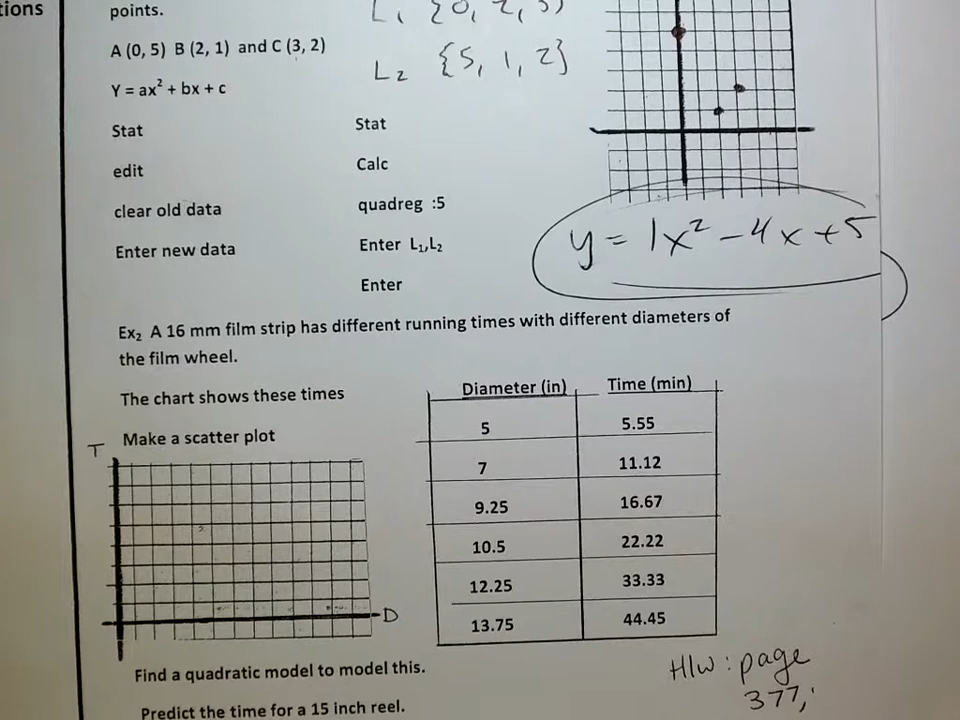 tions
points.
L₁ {0, 2, 3}
A (0, 5) B (2, 1) and C (3, 2)
L₂ {5, 1, 2}
Y = ax² + bx + c
Stat
Stat
edit
Calc
clear old data
quadreg :5
Enter new data
Enter L₁,L₂
Enter
y = 1x² - 4x + 5
Ex₂ A 16 mm film strip has different running times with different diameters of
the film wheel.
The chart shows these times
Make a scatter plot
T
D
Diameter (in) Time (min)
5 5.55
7 11.12
9.25 16.67
10.5 22.22
12.25 33.33
13.75 44.45
Find a quadratic model to model this.
Predict the time for a 15 inch reel.
H/w : page
377,